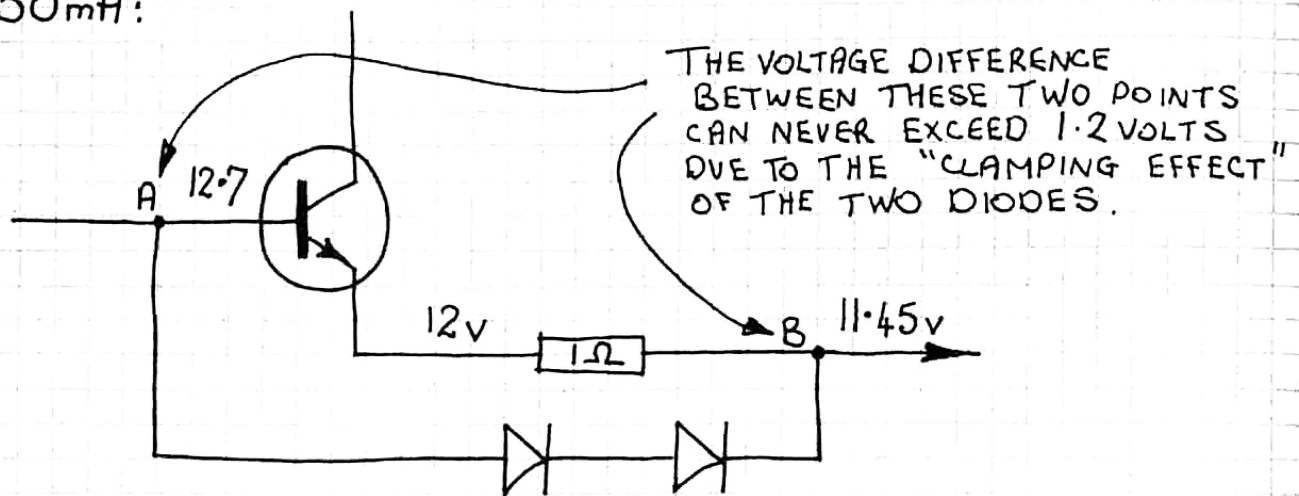 50mA:
THE VOLTAGE DIFFERENCE
BETWEEN THESE TWO POINTS
CAN NEVER EXCEED 1.2 VOLTS
DUE TO THE "CLAMPING EFFECT"
OF THE TWO DIODES.
A 12.7
12v
1Ω
B 11.45v